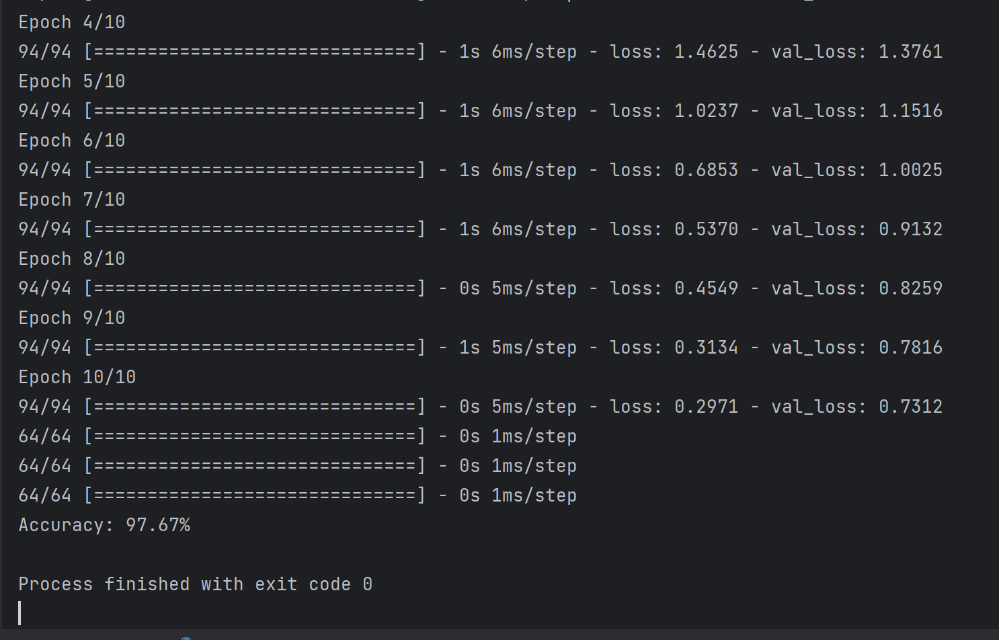 Epoch 4/10
94/94 [==============================] - 1s 6ms/step - loss: 1.4625 - val_loss: 1.3761
Epoch 5/10
94/94 [==============================] - 1s 6ms/step - loss: 1.0237 - val_loss: 1.1516
Epoch 6/10
94/94 [==============================] - 1s 6ms/step - loss: 0.6853 - val_loss: 1.0025
Epoch 7/10
94/94 [==============================] - 1s 6ms/step - loss: 0.5370 - val_loss: 0.9132
Epoch 8/10
94/94 [==============================] - 0s 5ms/step - loss: 0.4549 - val_loss: 0.8259
Epoch 9/10
94/94 [==============================] - 1s 5ms/step - loss: 0.3134 - val_loss: 0.7816
Epoch 10/10
94/94 [==============================] - 0s 5ms/step - loss: 0.2971 - val_loss: 0.7312
64/64 [==============================] - 0s 1ms/step
64/64 [==============================] - 0s 1ms/step
64/64 [==============================] - 0s 1ms/step
Accuracy: 97.67%
Process finished with exit code 0